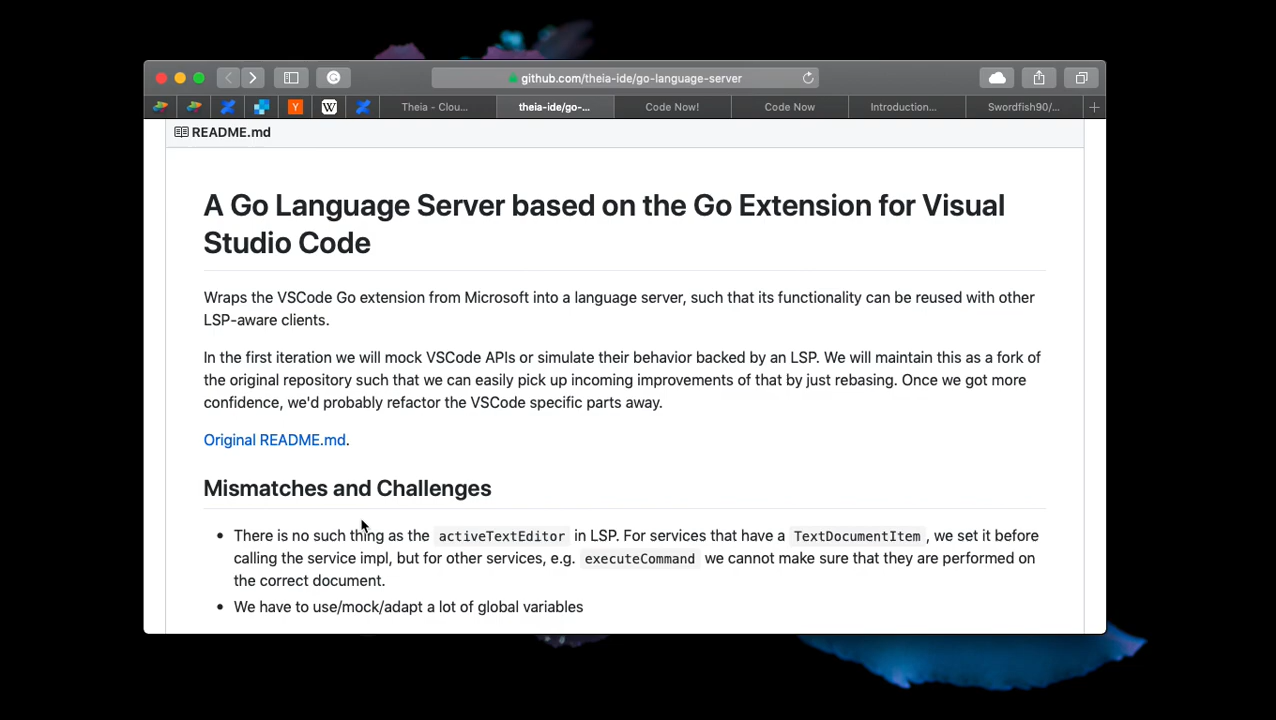 github.com/theia-ide/go-language-server
Theia - Clou...
theia-ide/go-...
Code Now!
Code Now
Introduction...
Swordfish90/...
README.md
A Go Language Server based on the Go Extension for Visual
Studio Code
Wraps the VSCode Go extension from Microsoft into a language server, such that its functionality can be reused with other
LSP-aware clients.
In the first iteration we will mock VSCode APIs or simulate their behavior backed by an LSP. We will maintain this as a fork of
the original repository such that we can easily pick up incoming improvements of that by just rebasing. Once we got more
confidence, we'd probably refactor the VSCode specific parts away.
Original README.md.
Mismatches and Challenges
There is no such thing as the activeTextEditor in LSP. For services that have a TextDocumentItem , we set it before
calling the service impl, but for other services, e.g. executeCommand we cannot make sure that they are performed on
the correct document.
We have to use/mock/adapt a lot of global variables